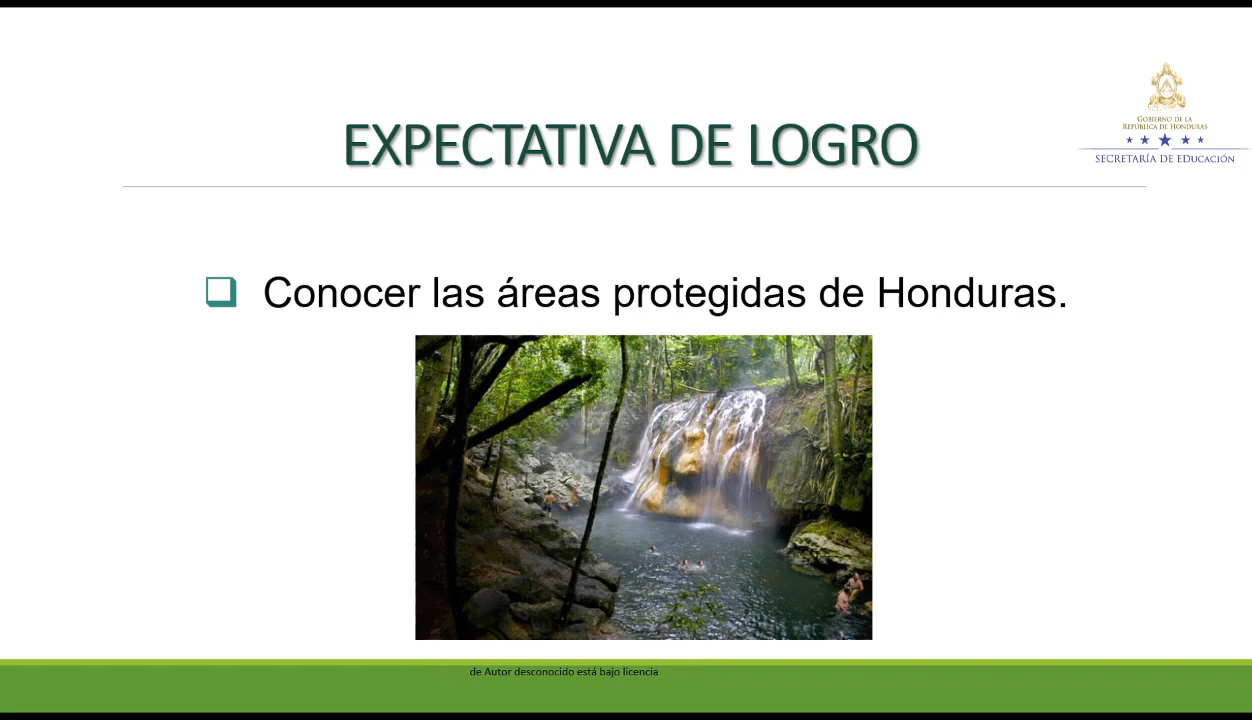 GOBIERNO DE LA
REPÚBLICA DE HONDURAS
SECRETARÍA DE EDUCACIÓN
EXPECTATIVA DE LOGRO
Conocer las áreas protegidas de Honduras.
de Autor desconocido está bajo licencia